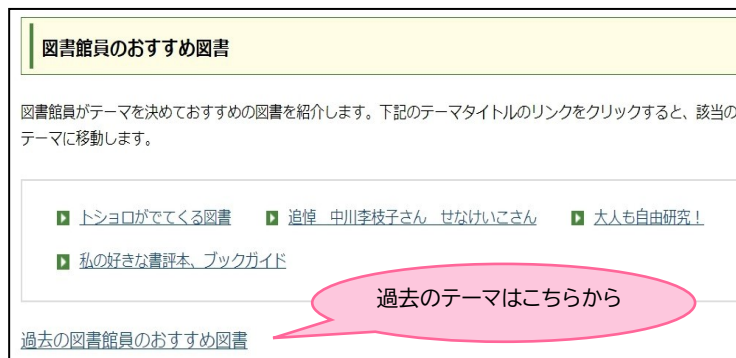 図書館員のおすすめ図書
図書館員がテーマを決めておすすめの図書を紹介します。下記のテーマタイトルのリンクをクリックすると、該当の
テーマに移動します。
トショロがでてくる図書 追悼　中川李枝子さん　せなけいこさん 大人も自由研究！
私の好きな書評本、ブックガイド
過去のテーマはこちらから
過去の図書館員のおすすめ図書